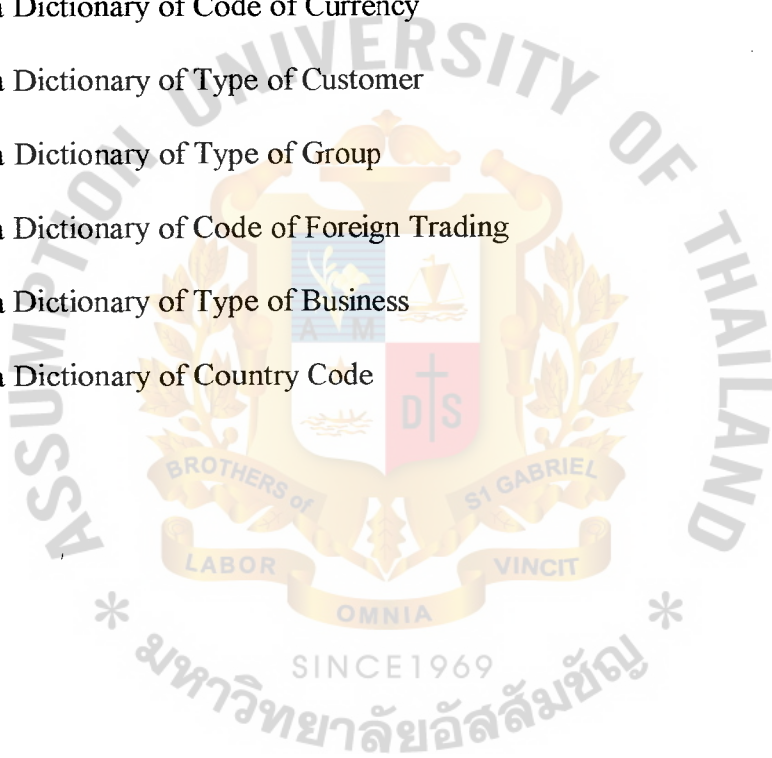 a Dictionary of Code of Currency
a Dictionary of Type of Customer
a Dictionary of Type of Group
a Dictionary of Code of Foreign Trading
a Dictionary of Type of Business
a Dictionary of Country Code
ASSUMPTION UNIVERSITY OF THAILAND
A M
D S
BROTHERS of
S1 GABRIEL
LABOR
VINCIT
OMNIA
* *
SINCE1969
มหาวิทยาลัยอัสสัมชัญ